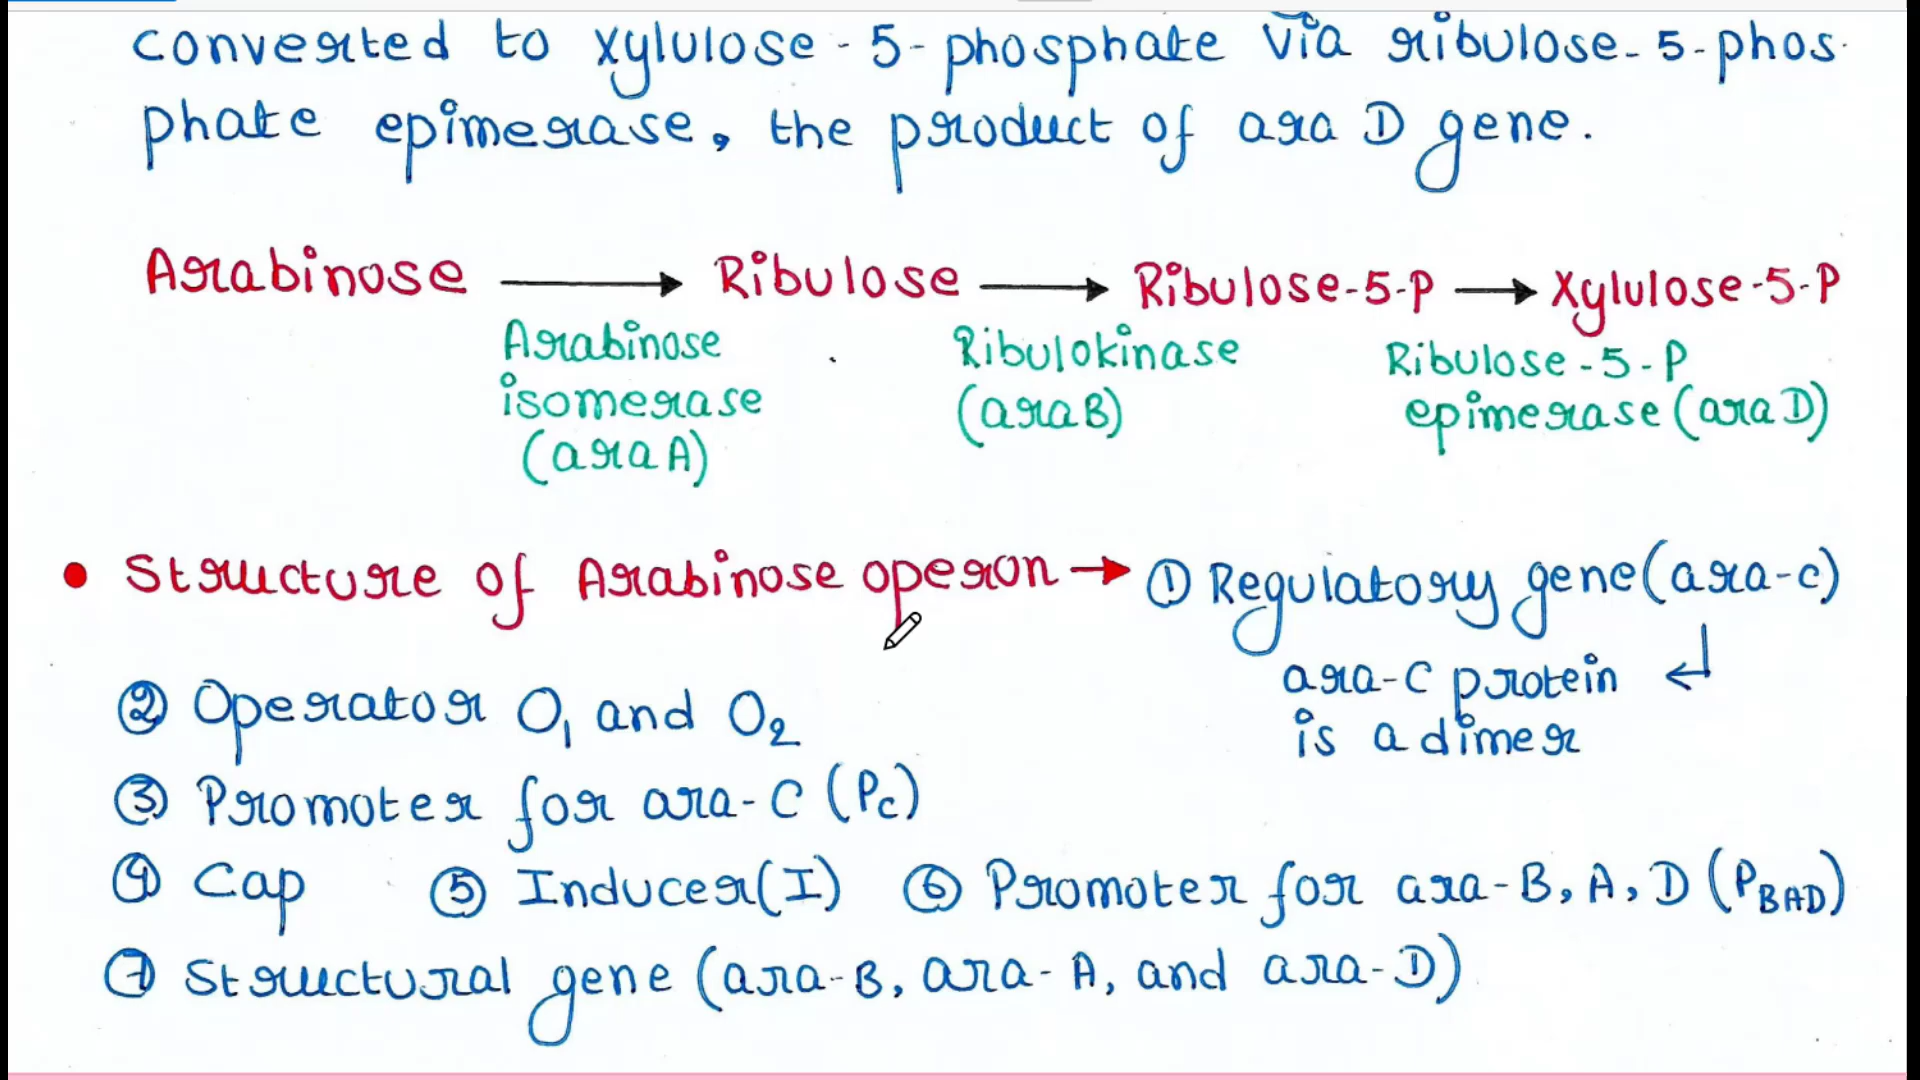 converted to xylulose-5-phosphate via ribulose-5-phos-
phate epimerase, the product of ara D gene.
Arabinose → Ribulose → Ribulose-5-P → Xylulose-5-P
Arabinose isomerase (araA)
Ribulokinase (araB)
Ribulose-5-P epimerase (araD)
• Structure of Arabinose operon → ① Regulatory gene (ara-c)
ara-C protein ↲
is a dimer
② Operator O₁ and O₂
③ Promoter for ara-C (Pc)
④ Cap ⑤ Inducer(I) ⑥ Promoter for ara-B, A, D (PBAD)
⑦ Structural gene (ara-B, ara-A, and ara-D)